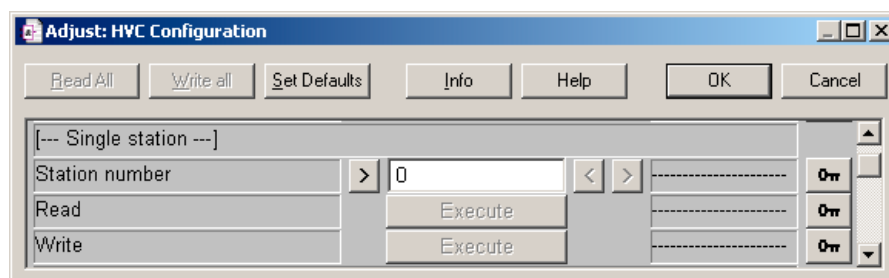 Adjust: HVC Configuration
Read All Write all Set Defaults Info Help OK Cancel
[--- Single station ---]
Station number > 0 < > ----------------------
Read Execute ----------------------
Write Execute ----------------------